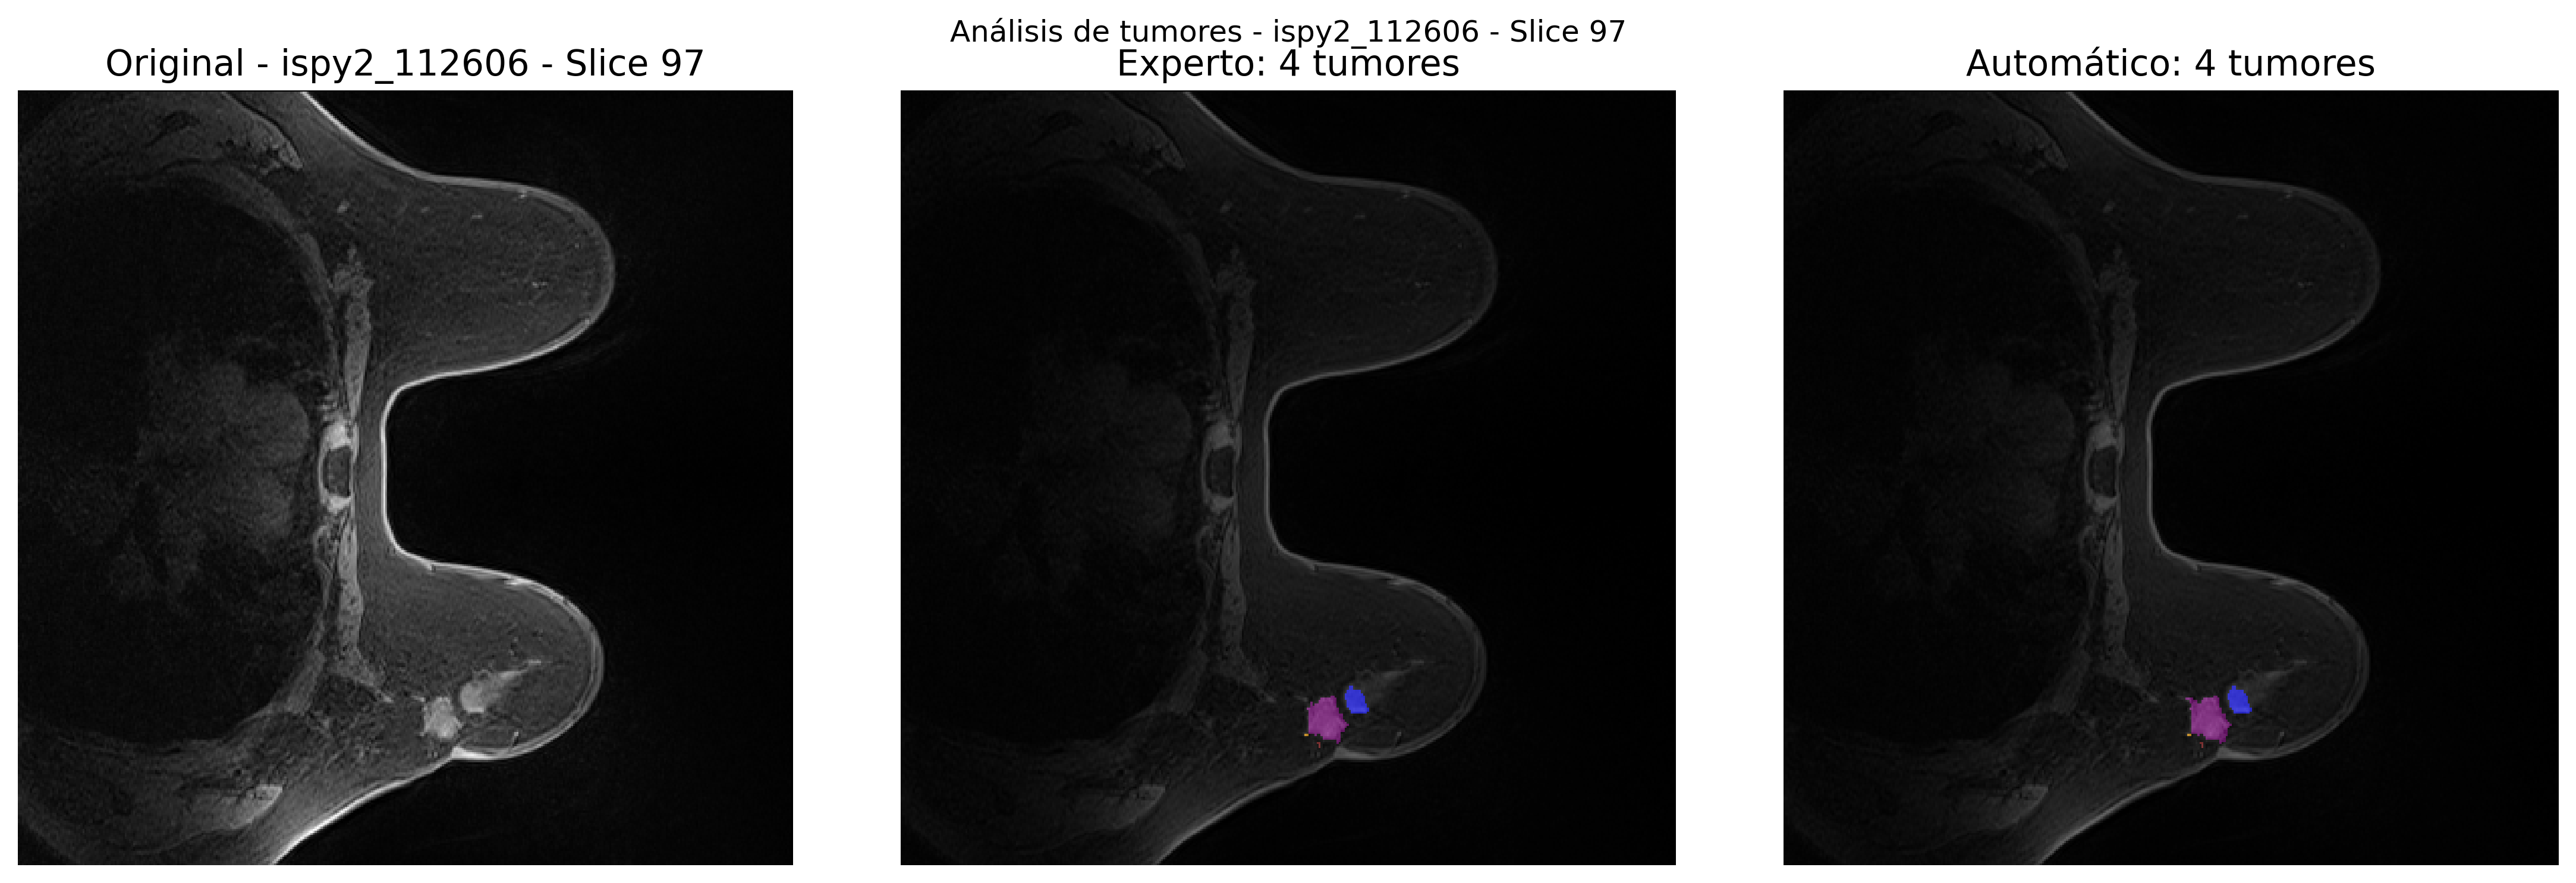 Análisis de tumores - ispy2_112606 - Slice 97
Original - ispy2_112606 - Slice 97
Experto: 4 tumores
Automático: 4 tumores